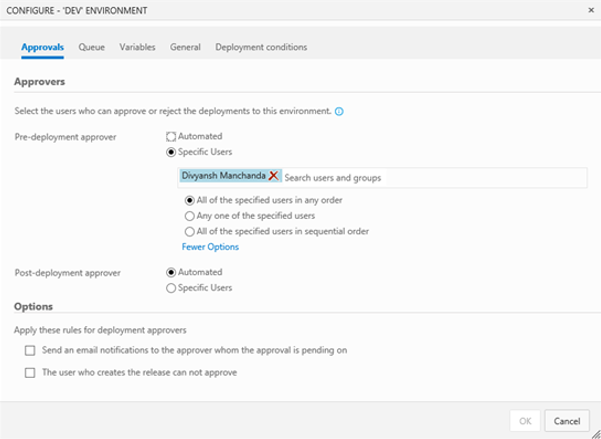 CONFIGURE - 'DEV' ENVIRONMENT
Approvals Queue Variables General Deployment conditions
Approvers
Select the users who can approve or reject the deployments to this environment.
Pre-deployment approver Automated
Specific Users
Divyansh Manchanda Search users and groups
All of the specified users in any order
Any one of the specified users
All of the specified users in sequential order
Fewer Options
Post-deployment approver Automated
Specific Users
Options
Apply these rules for deployment approvers
Send an email notifications to the approver whom the approval is pending on
The user who creates the release can not approve
OK Cancel